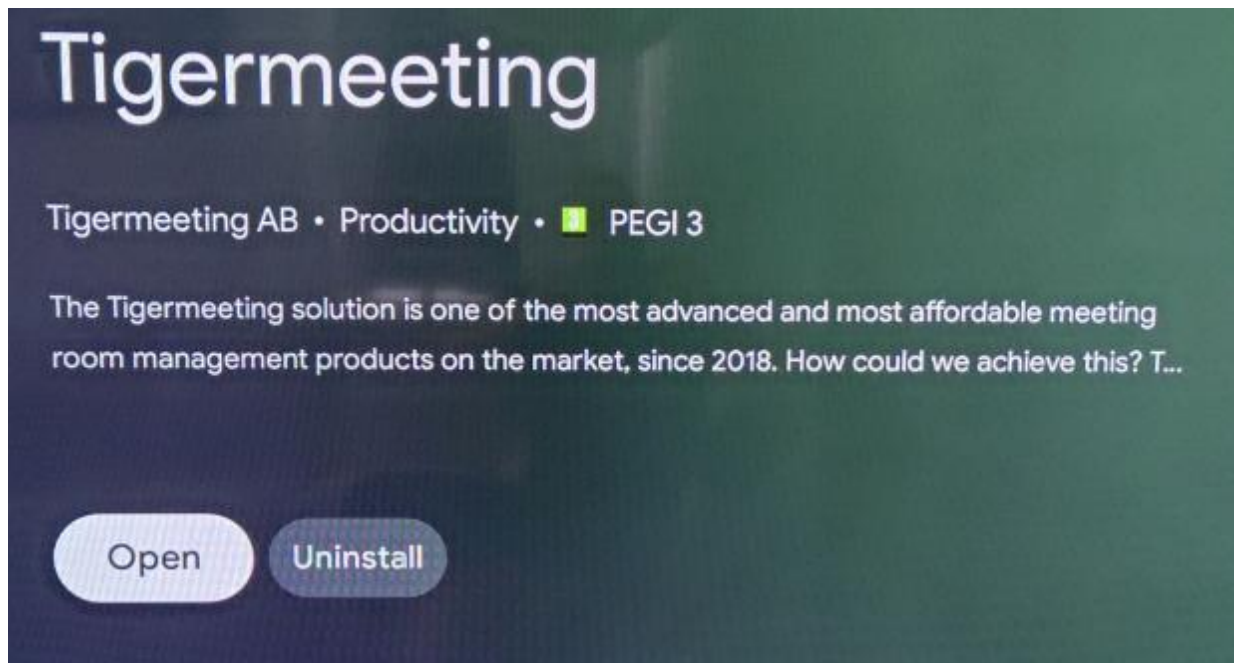 Tigermeeting
Tigermeeting AB • Productivity • 3 PEGI 3
The Tigermeeting solution is one of the most advanced and most affordable meeting
room management products on the market, since 2018. How could we achieve this? T...
Open Uninstall